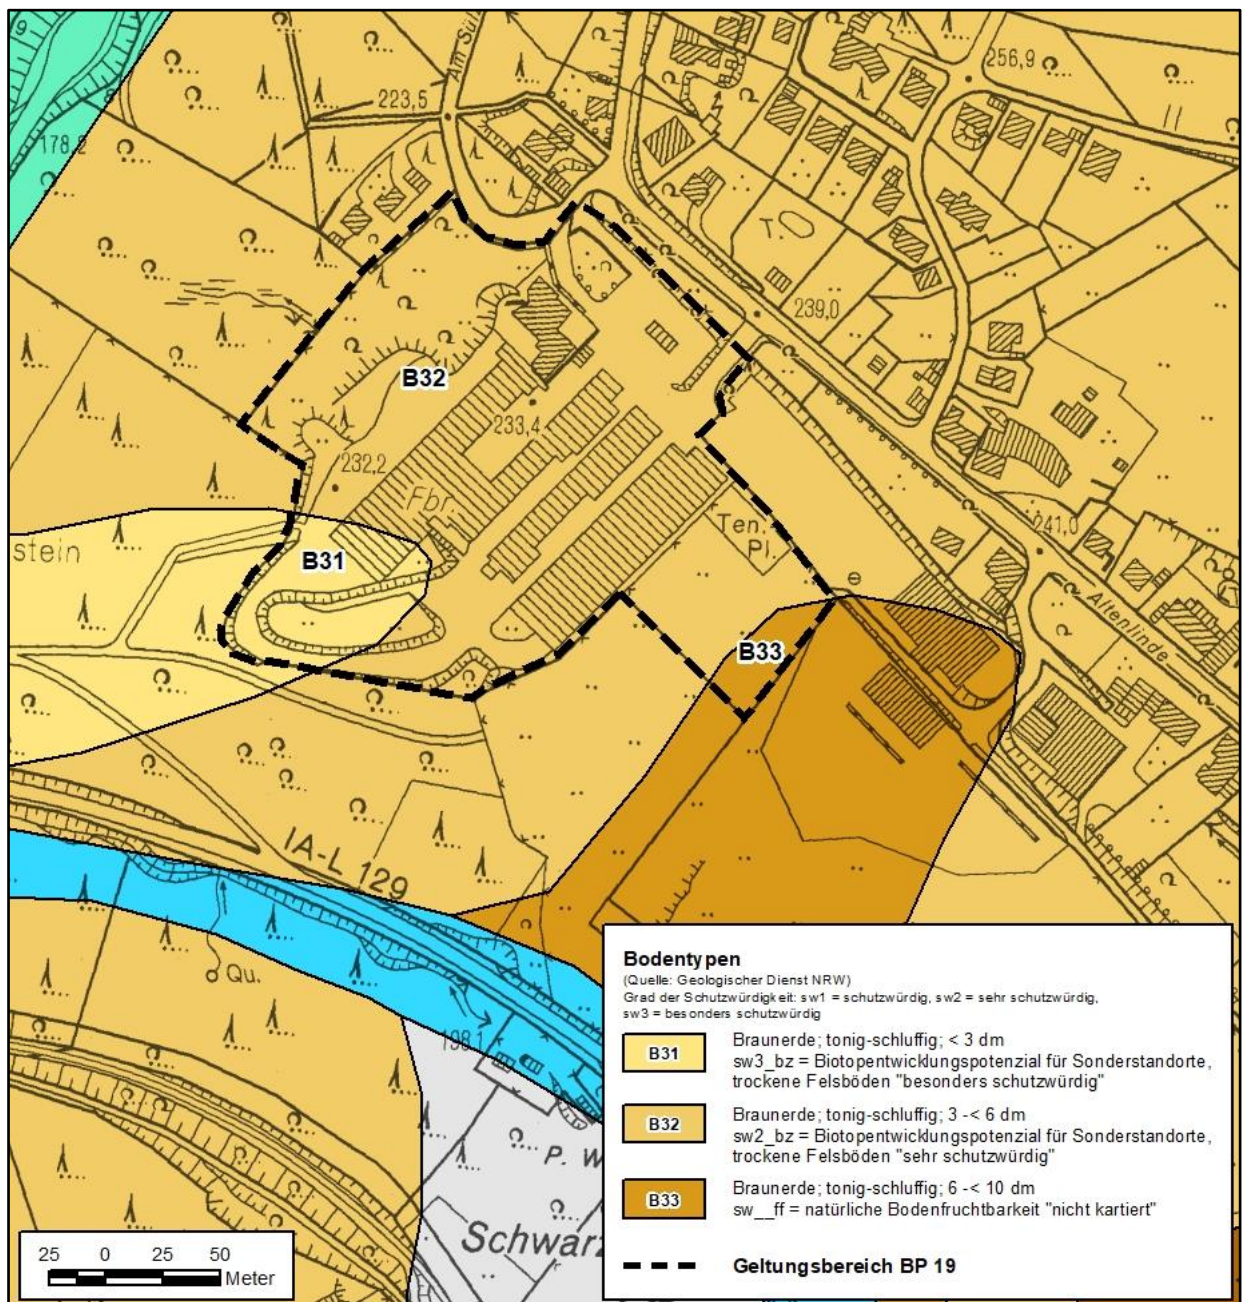 Am Sül
256,9
223,5
178,2
T.
239,0
B32
233,4
232,2
Fbr.
Ten.
Pl.
241,0
stein
B31
Altenlinde
B33
IA-L 129
Qu.
198,1
P. W
Schwarz
Bodentypen
(Quelle: Geologischer Dienst NRW)
Grad der Schutzwürdigkeit: sw1 = schutzwürdig, sw2 = sehr schutzwürdig,
sw3 = besonders schutzwürdig
B31
Braunerde; tonig-schluffig; < 3 dm
sw3_bz = Biotopentwicklungspotenzial für Sonderstandorte,
trockene Felsböden "besonders schutzwürdig"
B32
Braunerde; tonig-schluffig; 3 -< 6 dm
sw2_bz = Biotopentwicklungspotenzial für Sonderstandorte,
trockene Felsböden "sehr schutzwürdig"
B33
Braunerde; tonig-schluffig; 6 -< 10 dm
sw__ff = natürliche Bodenfruchtbarkeit "nicht kartiert"
Geltungsbereich BP 19
25 0 25 50
Meter